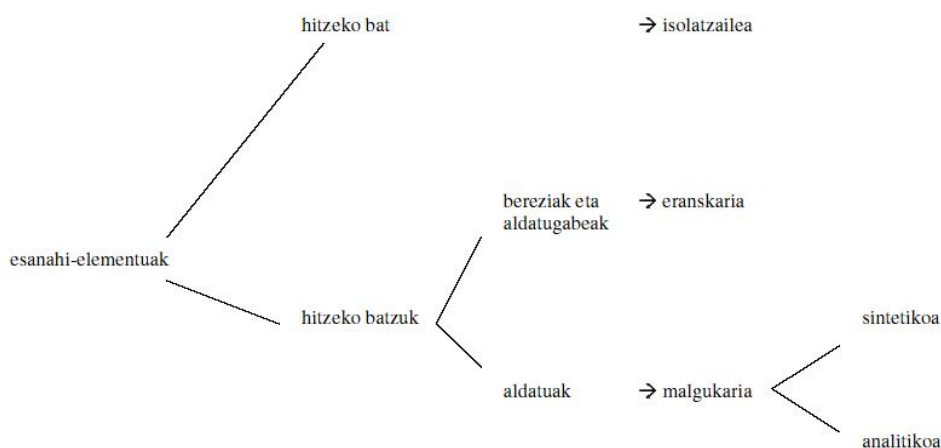 hitzeko bat → isolatzailea
bereziak eta → eranskaria
aldatugabeak
esanahi-elementuak
hitzeko batzuk
sintetikoa
aldatuak → malgukaria
analitikoa